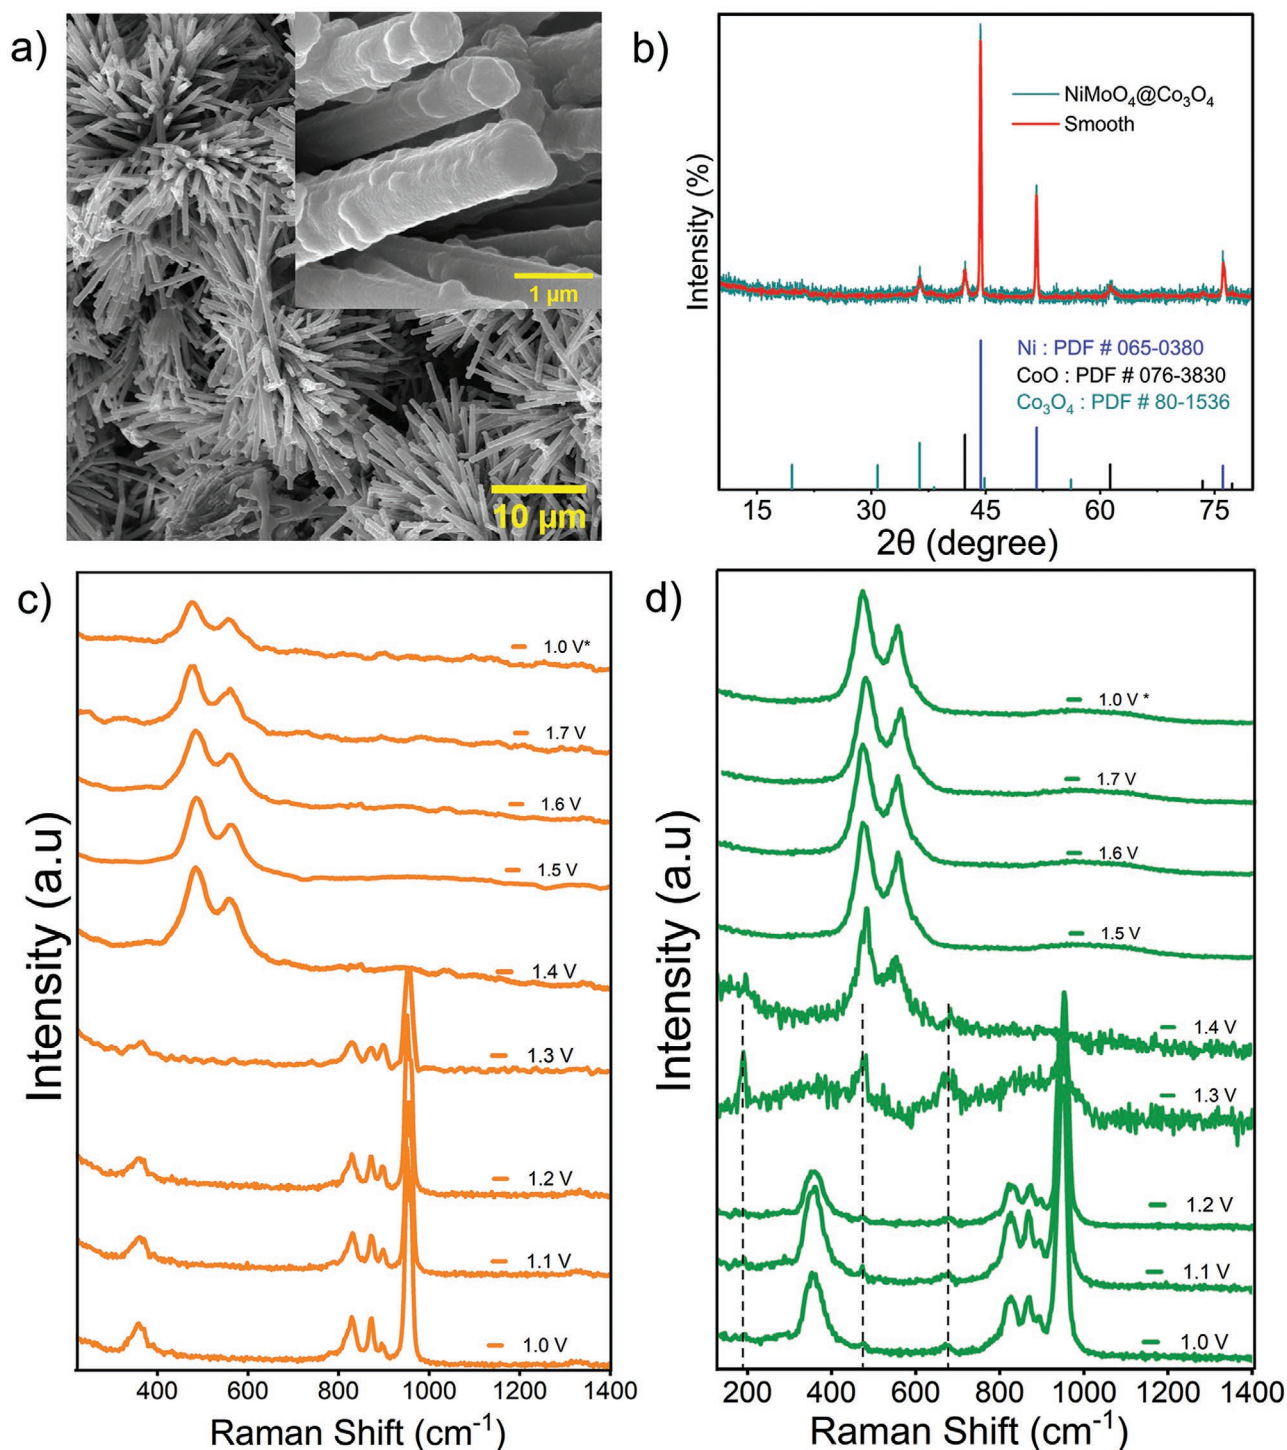 a)
1 µm
10 µm
b)
NiMoO₄@Co₃O₄
Smooth
Intensity (%)
Ni : PDF # 065-0380
CoO : PDF # 076-3830
Co₃O₄ : PDF # 80-1536
15 30 45 60 75
2θ (degree)
c)
1.0 V*
1.7 V
1.6 V
1.5 V
1.4 V
1.3 V
1.2 V
1.1 V
1.0 V
Intensity (a.u)
400 600 800 1000 1200 1400
Raman Shift (cm⁻¹)
d)
1.0 V *
1.7 V
1.6 V
1.5 V
1.4 V
1.3 V
1.2 V
1.1 V
1.0 V
Intensity (a.u)
200 400 600 800 1000 1200 1400
Raman Shift (cm⁻¹)